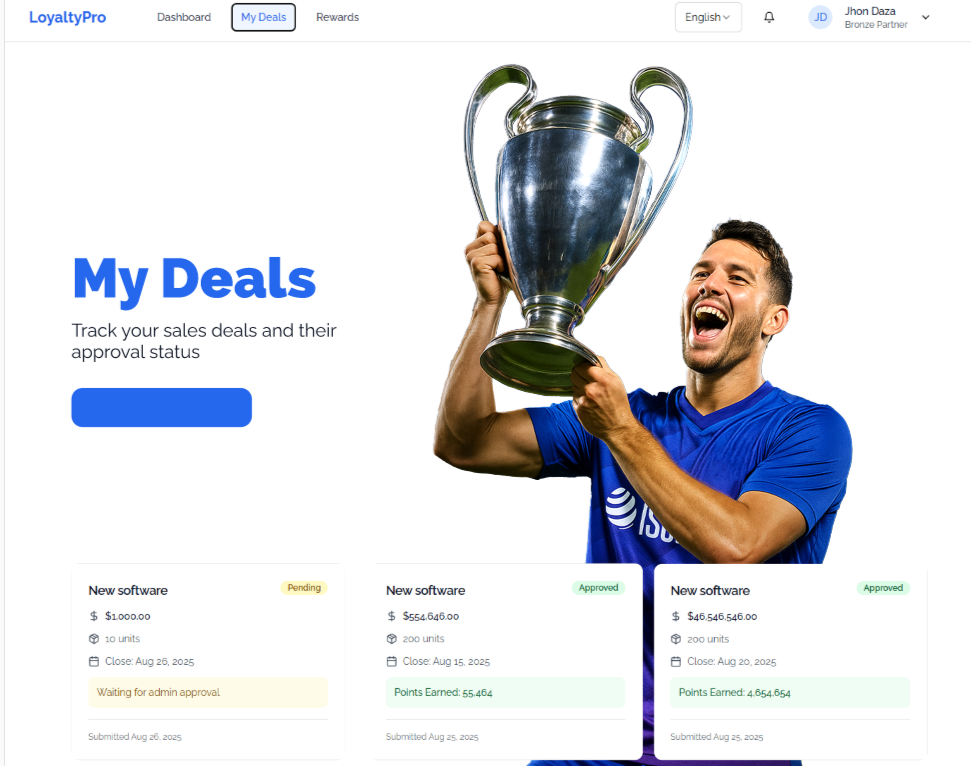 LoyaltyPro
Dashboard
My Deals
Rewards
English
JD
Jhon Daza
Bronze Partner
My Deals
Track your sales deals and their
approval status
New software
Pending
$1.000.00
10 units
Close: Aug 26, 2025
Waiting for admin approval
Submitted Aug 26, 2025
New software
Approved
$554.646.00
200 units
Close: Aug 15, 2025
Points Earned: 55.464
Submitted Aug 25, 2025
New software
Approved
$46.546.546.00
200 units
Close: Aug 20, 2025
Points Earned: 4.654.654
Submitted Aug 25, 2025